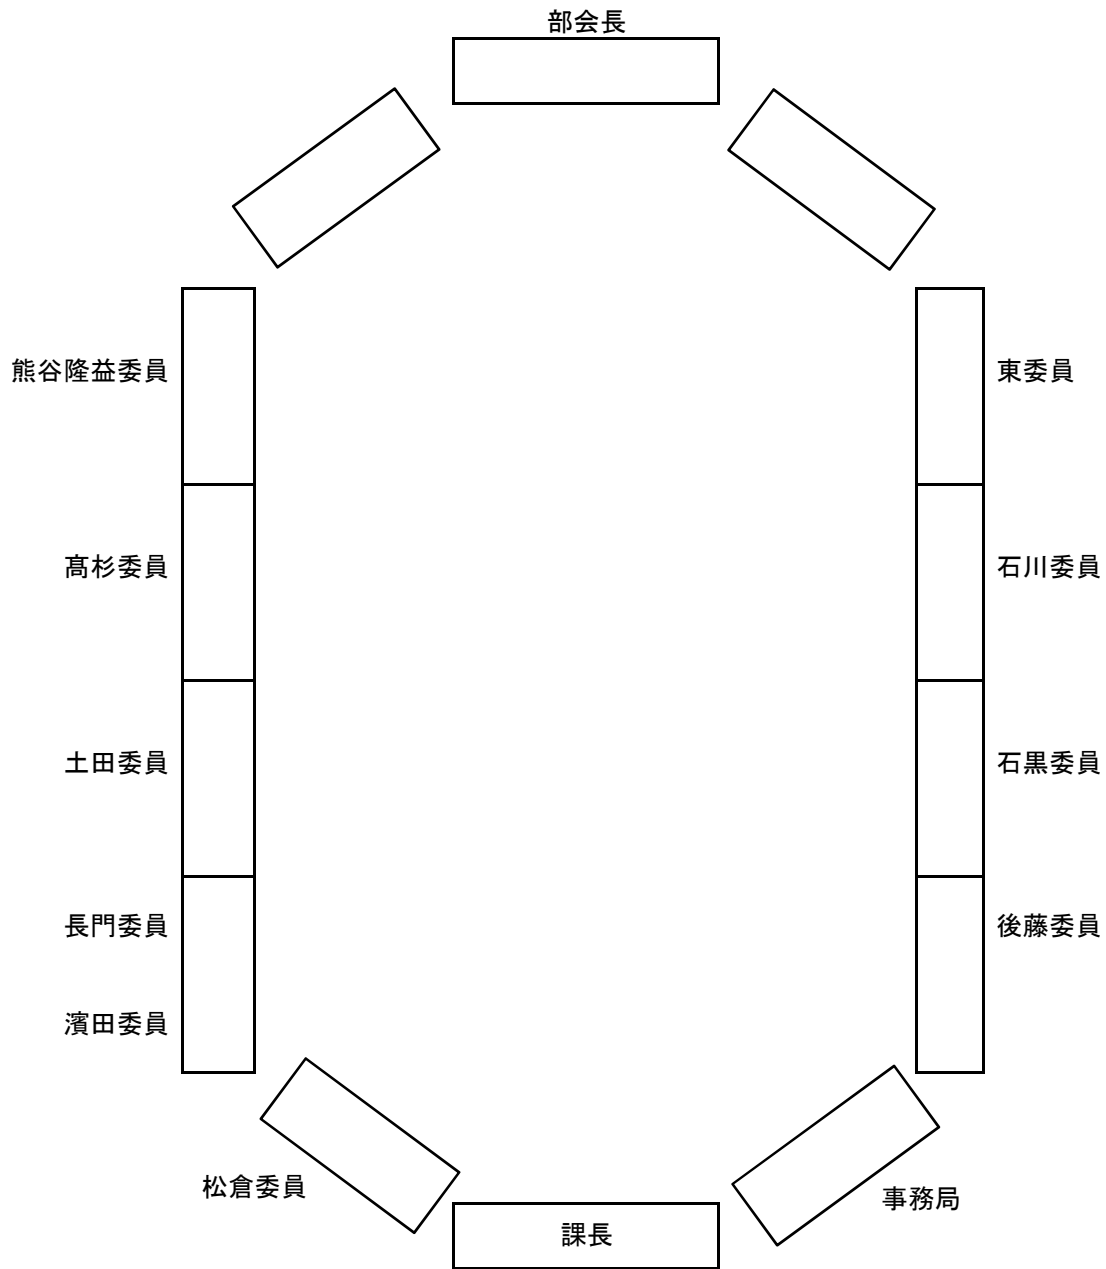 部会長
熊谷隆益委員
東委員
髙杉委員
石川委員
土田委員
石黒委員
長門委員
後藤委員
濱田委員
松倉委員
事務局
課長